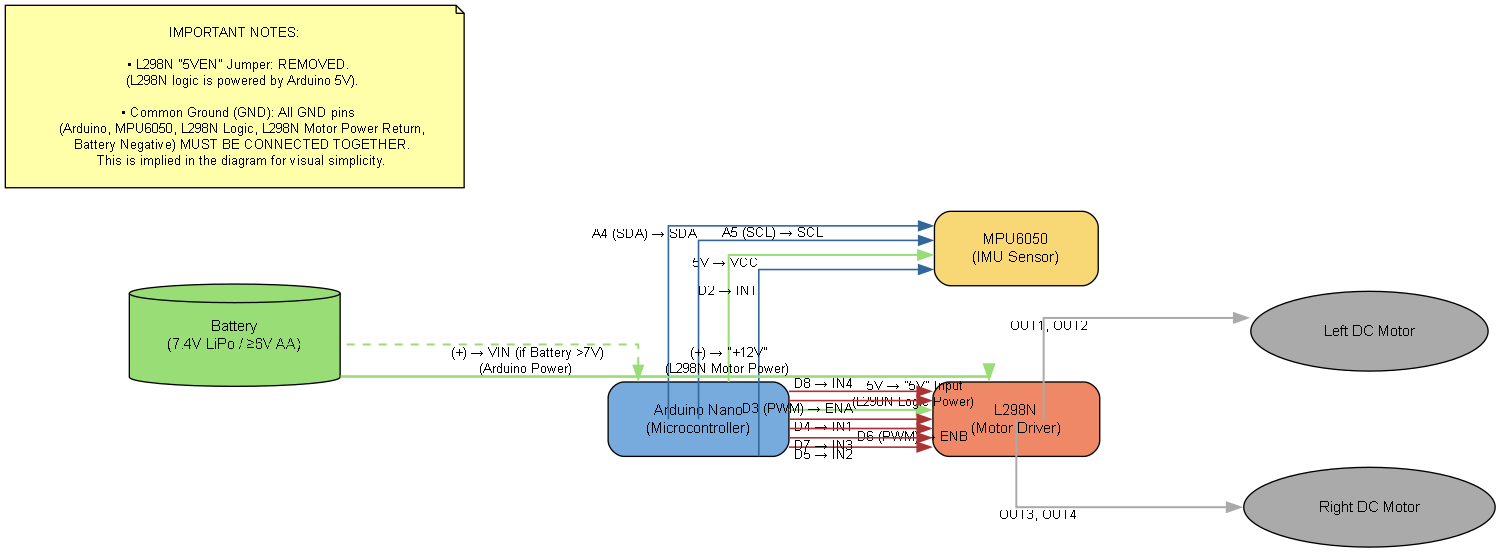 IMPORTANT NOTES:
• L298N "5VEN" Jumper: REMOVED.
(L298N logic is powered by Arduino 5V).
• Common Ground (GND): All GND pins
(Arduino, MPU6050, L298N Logic, L298N Motor Power Return,
Battery Negative) MUST BE CONNECTED TOGETHER.
This is implied in the diagram for visual simplicity.
A4 (SDA) → SDA
A5 (SCL) → SCL
5V → VCC
D2 → INT
MPU6050
(IMU Sensor)
Battery
(7.4V LiPo / ≥6V AA)
(+) → VIN (if Battery >7V)
(Arduino Power)
(+) → "+12V"
(L298N Motor Power)
OUT1, OUT2
Left DC Motor
Arduino Nano
(Microcontroller)
D8 → IN4
5V → "5V" Input
(L298N Logic Power)
D3 (PWM) → ENA
D4 → IN1
D6 (PWM) → ENB
D7 → IN3
D5 → IN2
L298N
(Motor Driver)
OUT3, OUT4
Right DC Motor